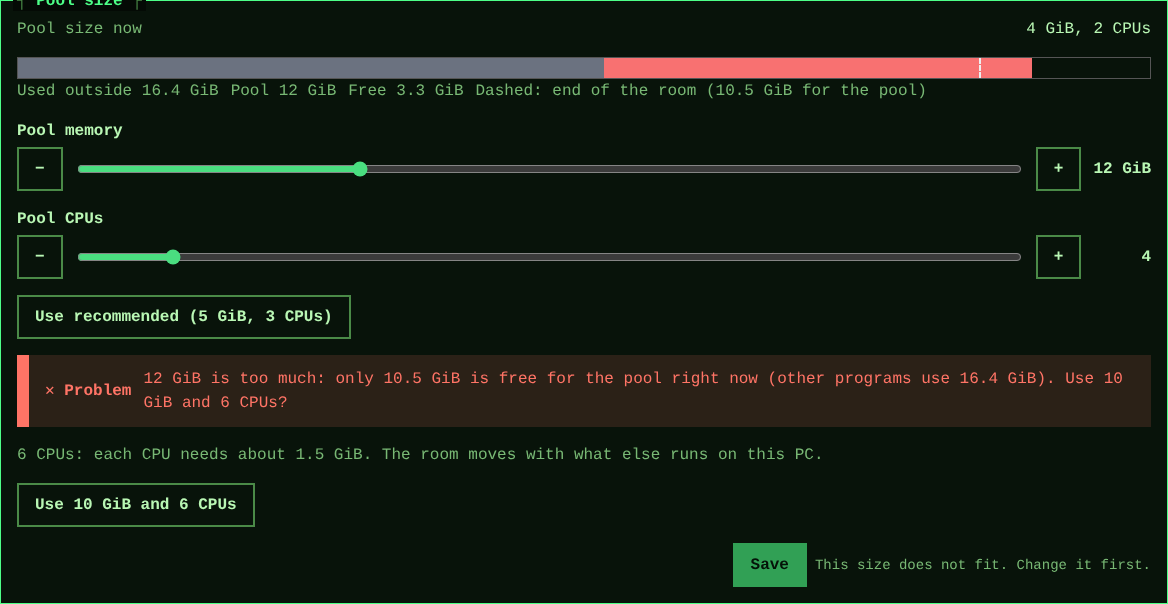 Pool size
Pool size now
4 GiB, 2 CPUs
Used outside 16.4 GiB Pool 12 GiB Free 3.3 GiB Dashed: end of the room (10.5 GiB for the pool)
Pool memory
− + 12 GiB
Pool CPUs
− + 4
Use recommended (5 GiB, 3 CPUs)
× Problem
12 GiB is too much: only 10.5 GiB is free for the pool right now (other programs use 16.4 GiB). Use 10
GiB and 6 CPUs?
6 CPUs: each CPU needs about 1.5 GiB. The room moves with what else runs on this PC.
Use 10 GiB and 6 CPUs
Save
This size does not fit. Change it first.